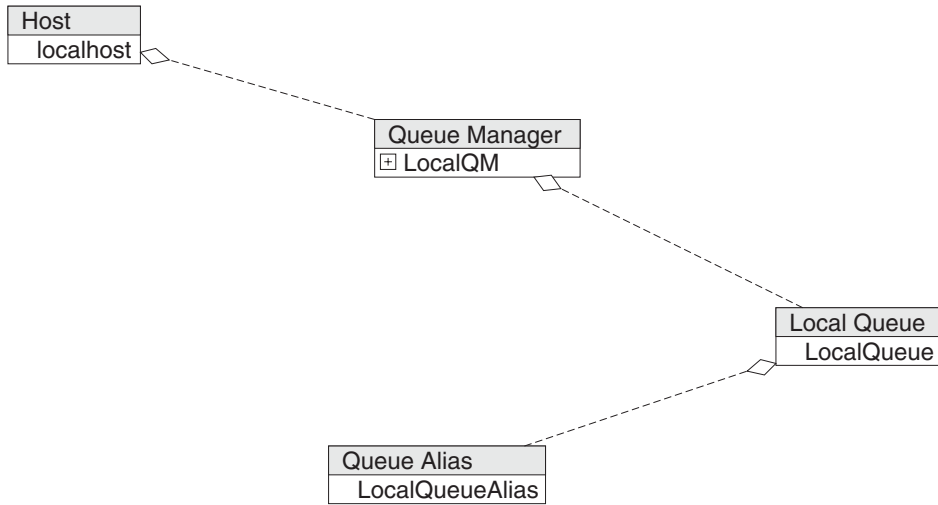 Host
localhost
Queue Manager
LocalQM
Local Queue
LocalQueue
Queue Alias
LocalQueueAlias